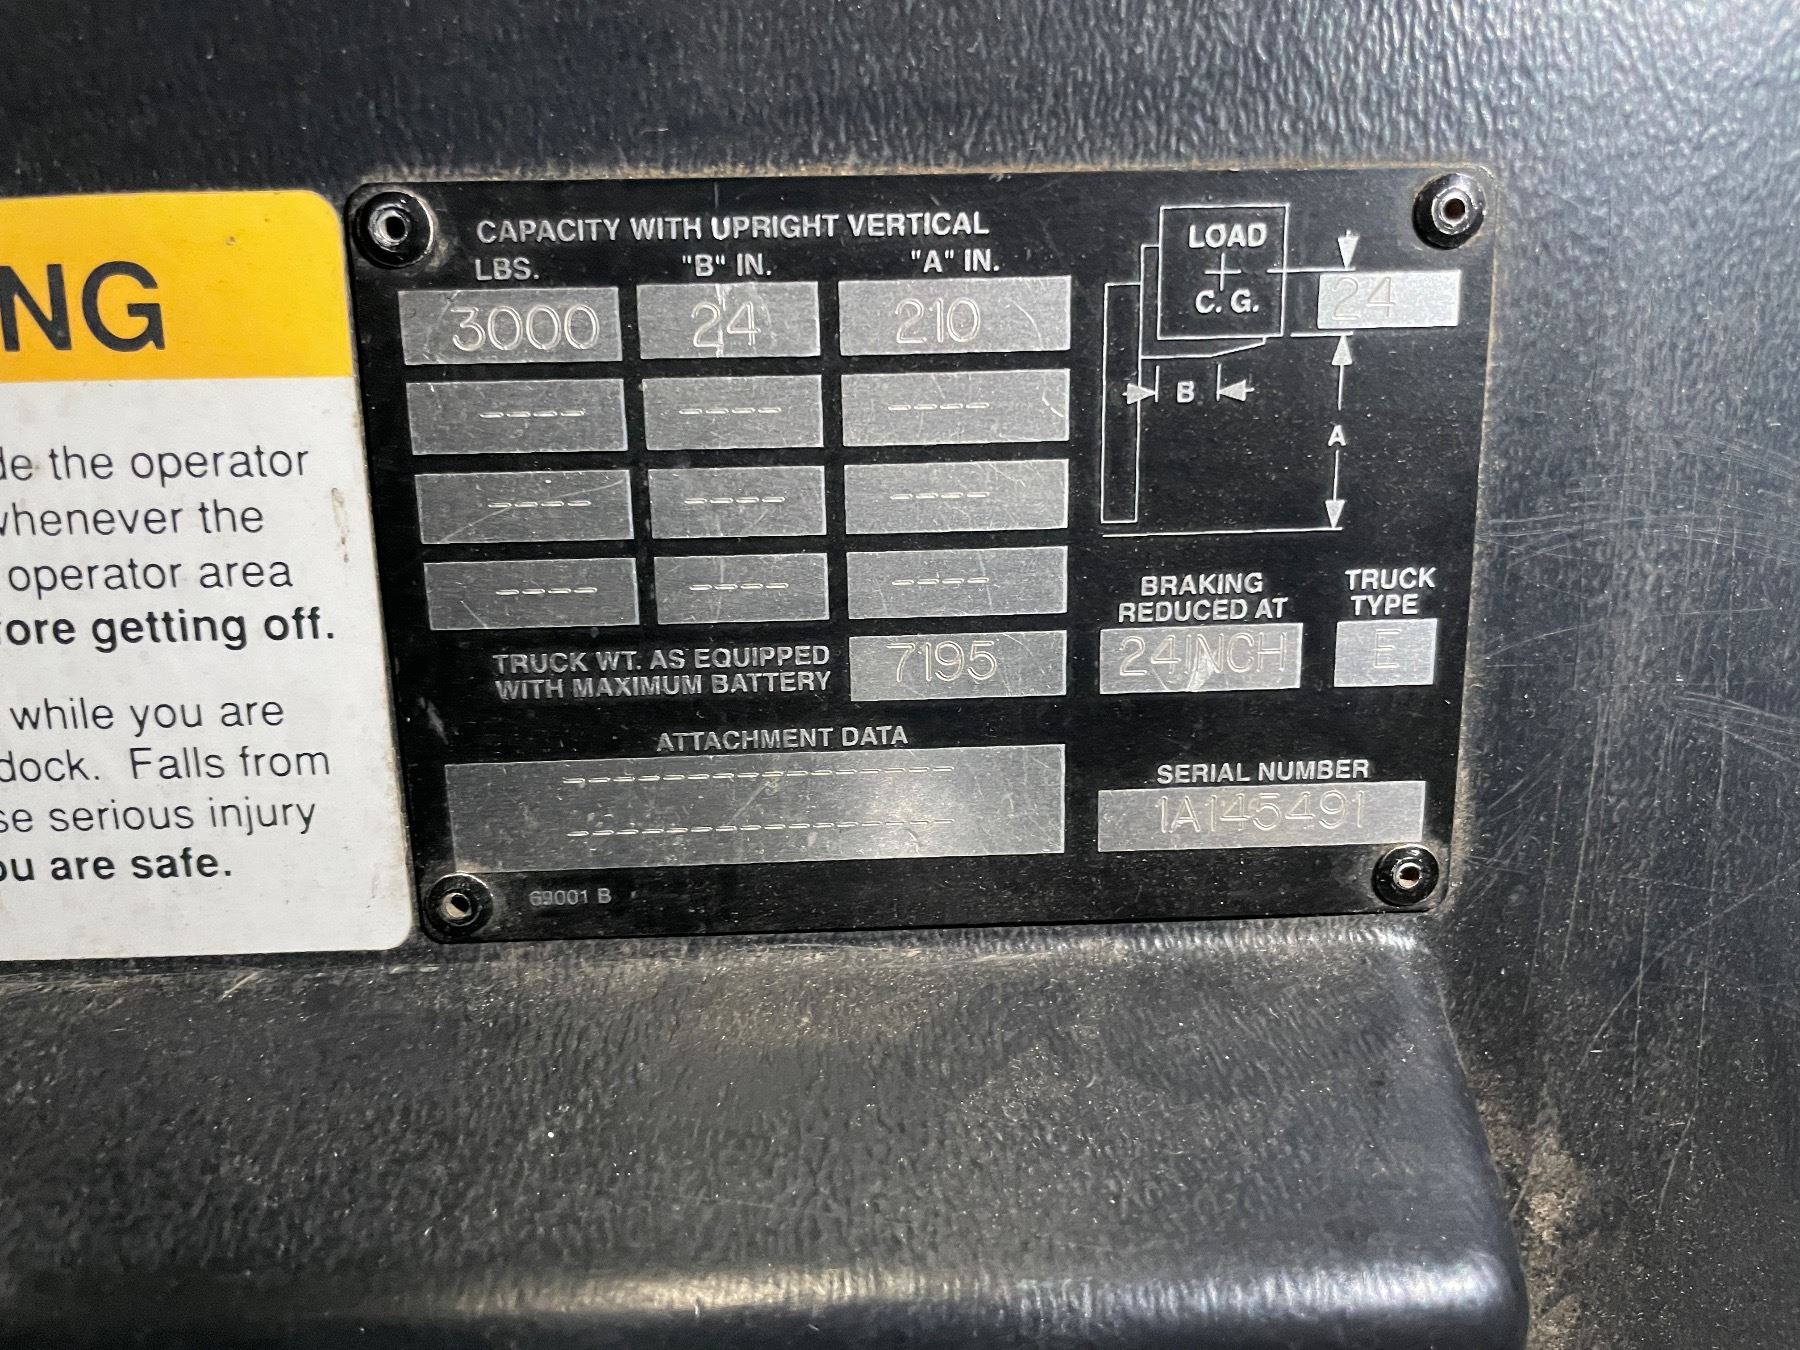 NG
de the operator
whenever the
operator area
fore getting off.
while you are
dock. Falls from
se serious injury
ou are safe.
CAPACITY WITH UPRIGHT VERTICAL
LBS. "B" IN. "A" IN.
3000 24 210
---- ---- ----
---- ---- ----
---- ---- ----
TRUCK WT. AS EQUIPPED
WITH MAXIMUM BATTERY
7195
ATTACHMENT DATA
----------------
----------------
69001 B
LOAD
C. G.
24
B
A
BRAKING
REDUCED AT
24INCH
TRUCK
TYPE
E
SERIAL NUMBER
1A145491